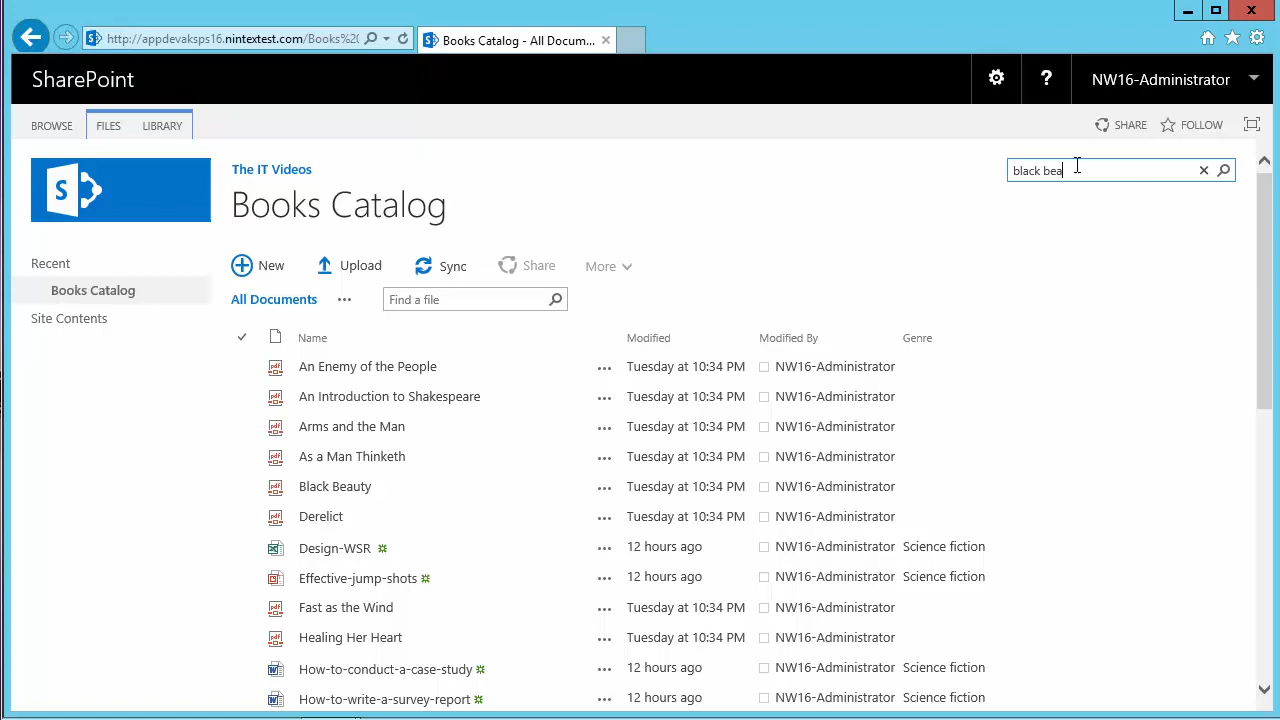 http://appdevaksps16.nintextest.com/Books%20
Books Catalog - All Docum...
SharePoint
?
NW16-Administrator
BROWSE
FILES
LIBRARY
SHARE
FOLLOW
S
The IT Videos
black bea
Books Catalog
Recent
Books Catalog
Site Contents
New
Upload
Sync
Share
More
All Documents
...
Find a file
Name
Modified
Modified By
Genre
An Enemy of the People ... Tuesday at 10:34 PM NW16-Administrator
An Introduction to Shakespeare ... Tuesday at 10:34 PM NW16-Administrator
Arms and the Man ... Tuesday at 10:34 PM NW16-Administrator
As a Man Thinketh ... Tuesday at 10:34 PM NW16-Administrator
Black Beauty ... Tuesday at 10:34 PM NW16-Administrator
Derelict ... Tuesday at 10:34 PM NW16-Administrator
Design-WSR ... 12 hours ago NW16-Administrator Science fiction
Effective-jump-shots ... 12 hours ago NW16-Administrator Science fiction
Fast as the Wind ... Tuesday at 10:34 PM NW16-Administrator
Healing Her Heart ... Tuesday at 10:34 PM NW16-Administrator
How-to-conduct-a-case-study ... 12 hours ago NW16-Administrator Science fiction
How-to-write-a-survey-report ... 12 hours ago NW16-Administrator Science fiction